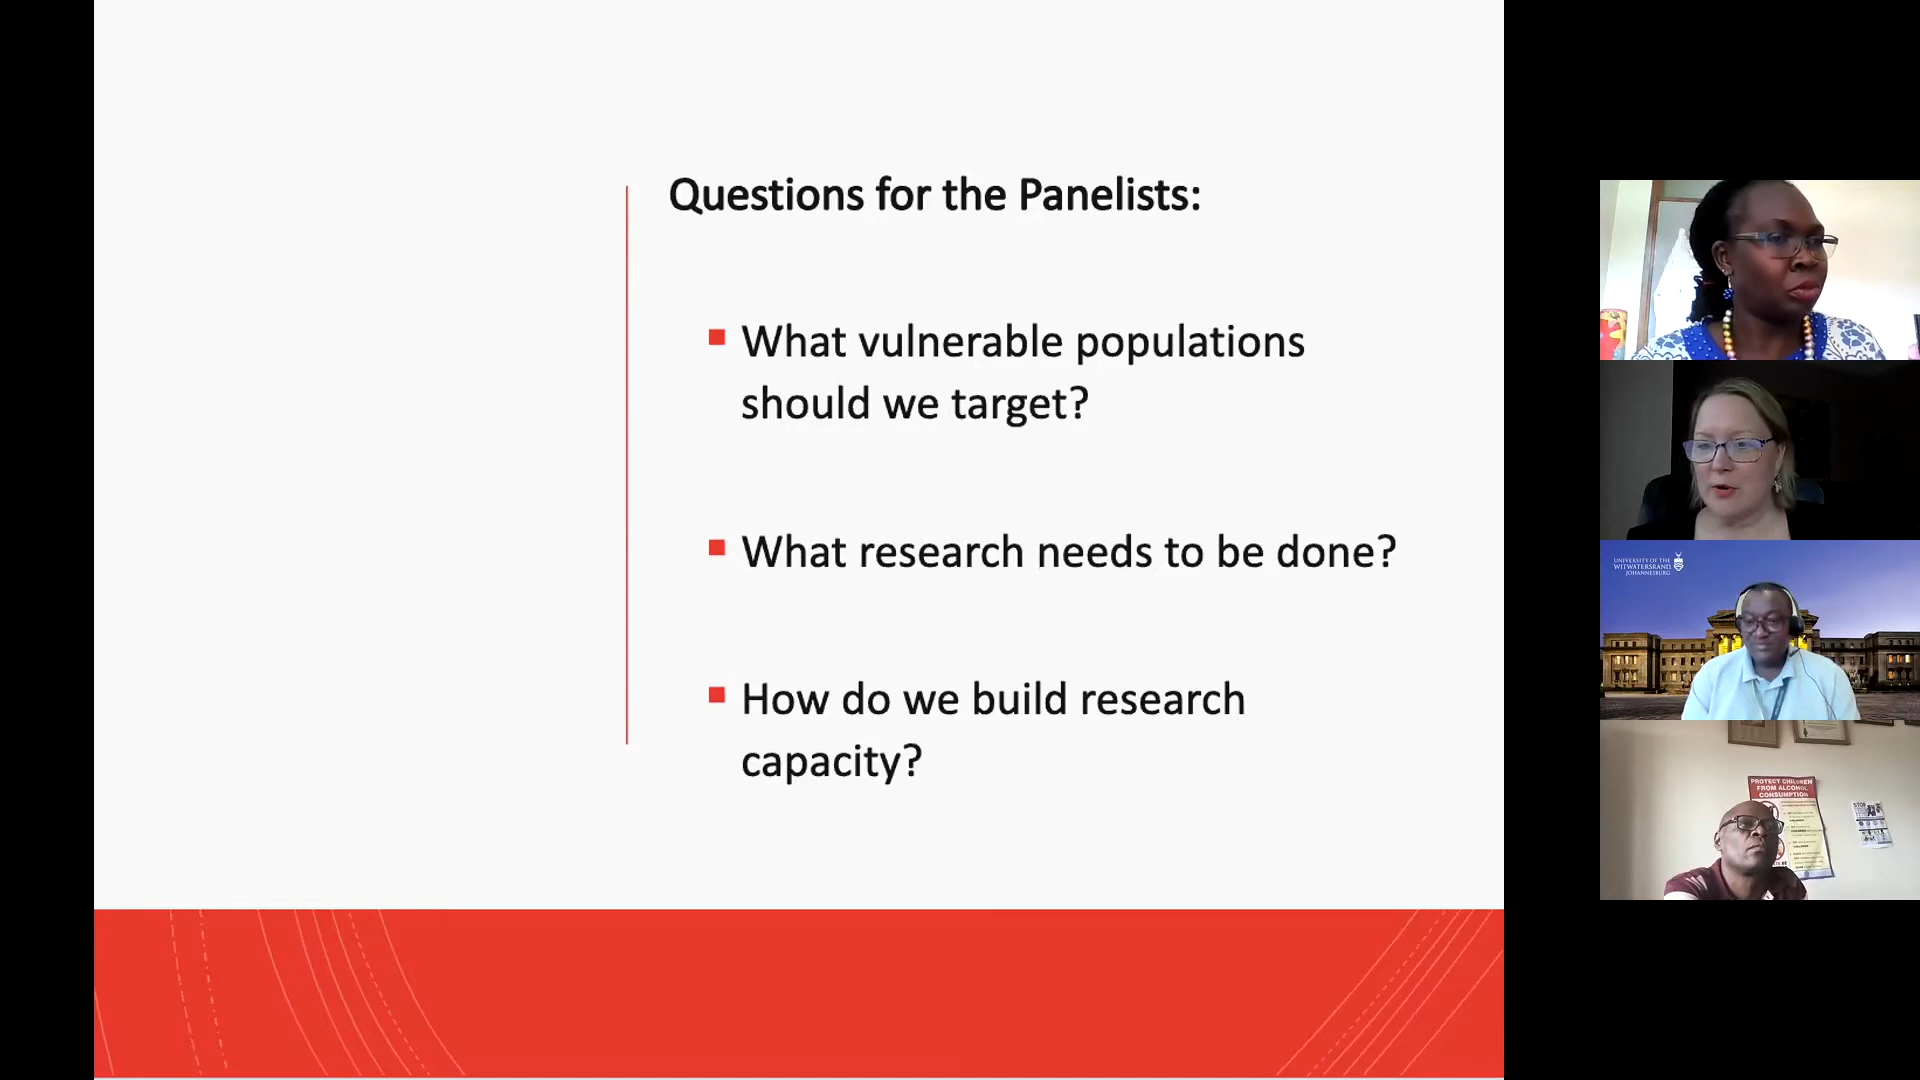 Questions for the Panelists:
What vulnerable populations
should we target?
What research needs to be done?
How do we build research
capacity?
UNIVERSITY OF THE
WITWATERSRAND,
JOHANNESBURG
PROTECT CHILDREN
FROM ALCOHOL
CONSUMPTION
STOP